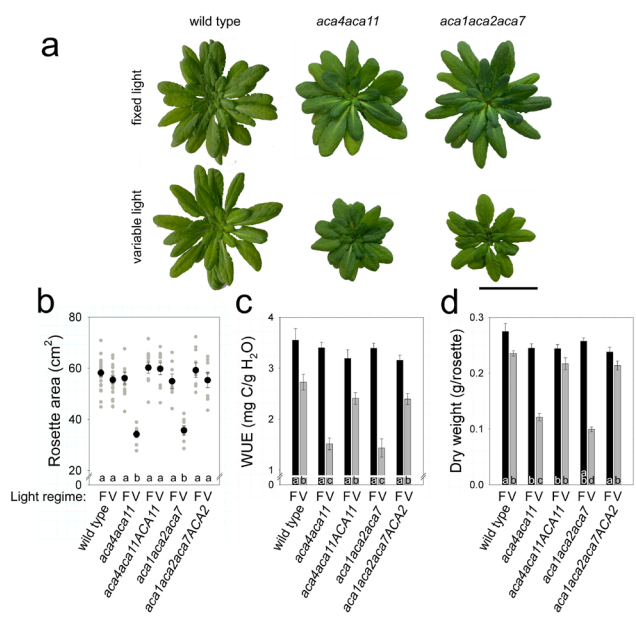 wild type aca4aca11 aca1aca2aca7
a
fixed light
variable light
b
Rosette area (cm2)
80
60
40
20
0
a a a b a a a b a a
Light regime: F V F V F V F V F V
wild type
aca4aca11
aca4aca11ACA11
aca1aca2aca7
aca1aca2aca7ACA2
c
WUE (mg C/g H2O)
4
3
2
1
0
a b a c a b a c a b
F V F V F V F V F V
wild type
aca4aca11
aca4aca11ACA11
aca1aca2aca7
aca1aca2aca7ACA2
d
Dry weight (g/rosette)
0.3
0.2
0.1
0.0
a b b c b b a b d b b
F V F V F V F V F V
wild type
aca4aca11
aca4aca11ACA11
aca1aca2aca7
aca1aca2aca7ACA2